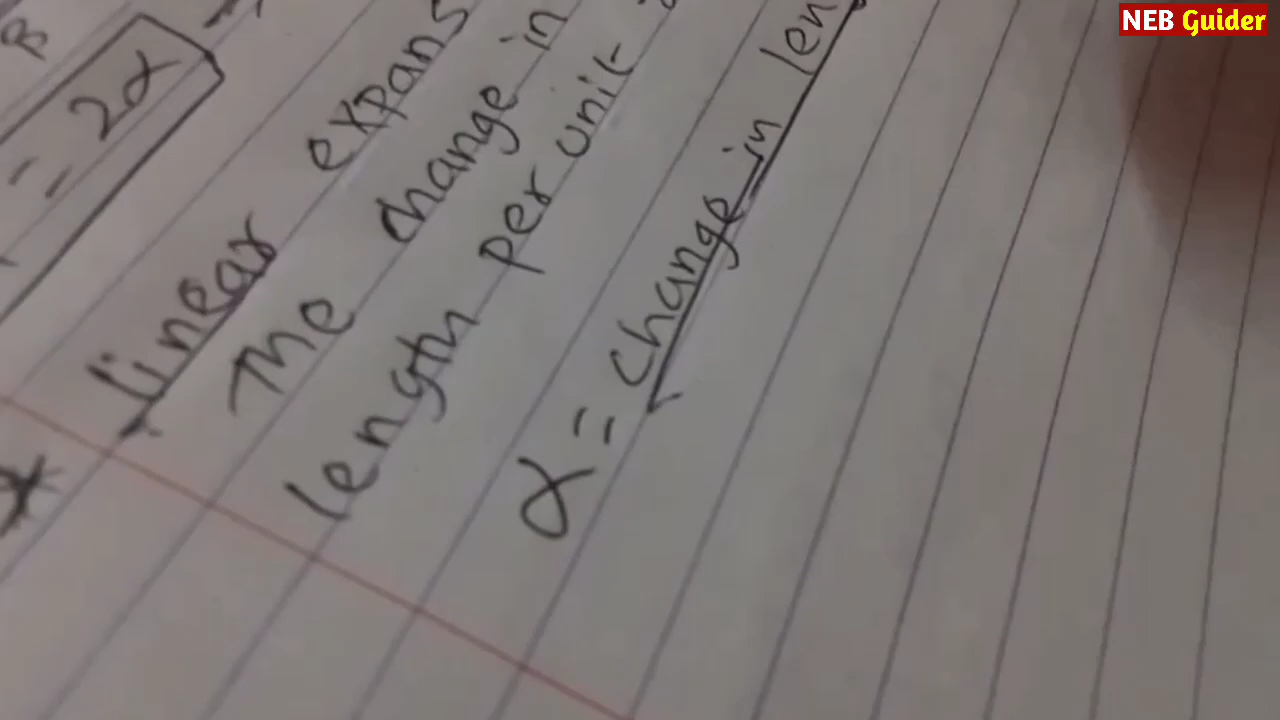 NEB Guider
β
= 2α
* linear expans
The change in
length per unit
α = change in len